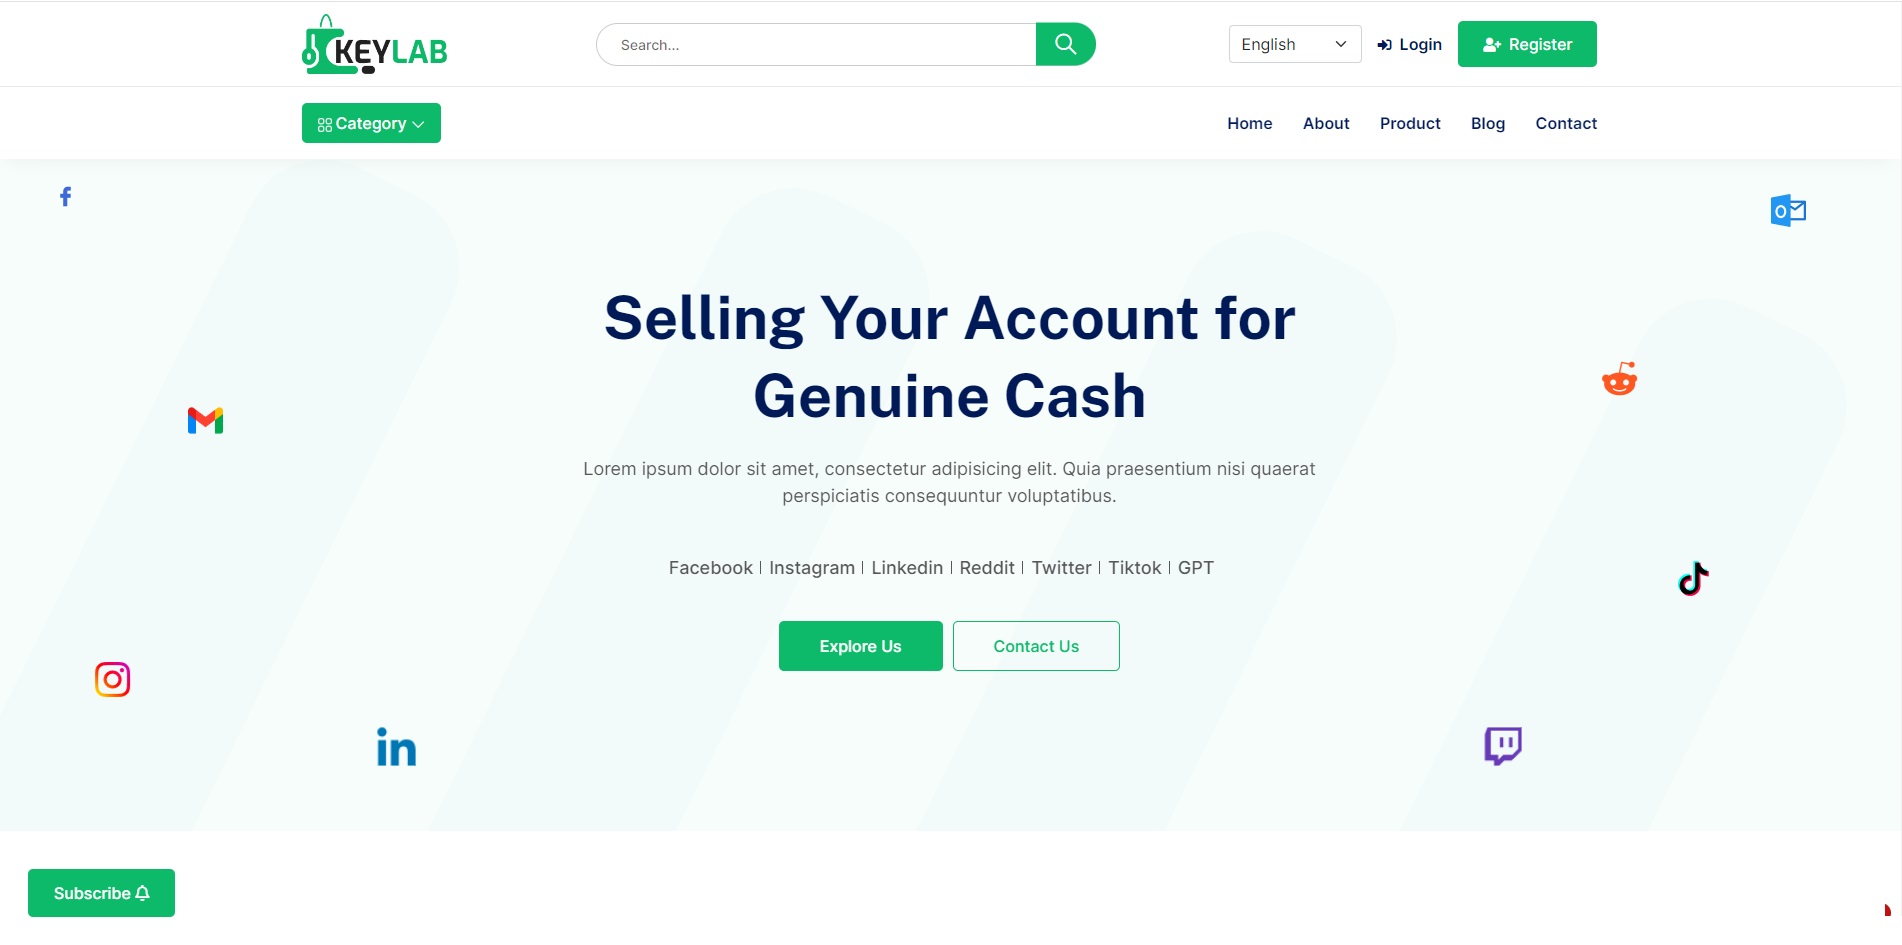 KEYLAB
Search...
English
Login
Register
Category
Home
About
Product
Blog
Contact
Selling Your Account for
Genuine Cash
Lorem ipsum dolor sit amet, consectetur adipisicing elit. Quia praesentium nisi quaerat
perspiciatis consequuntur voluptatibus.
Facebook | Instagram | Linkedin | Reddit | Twitter | Tiktok | GPT
Explore Us
Contact Us
in
Subscribe